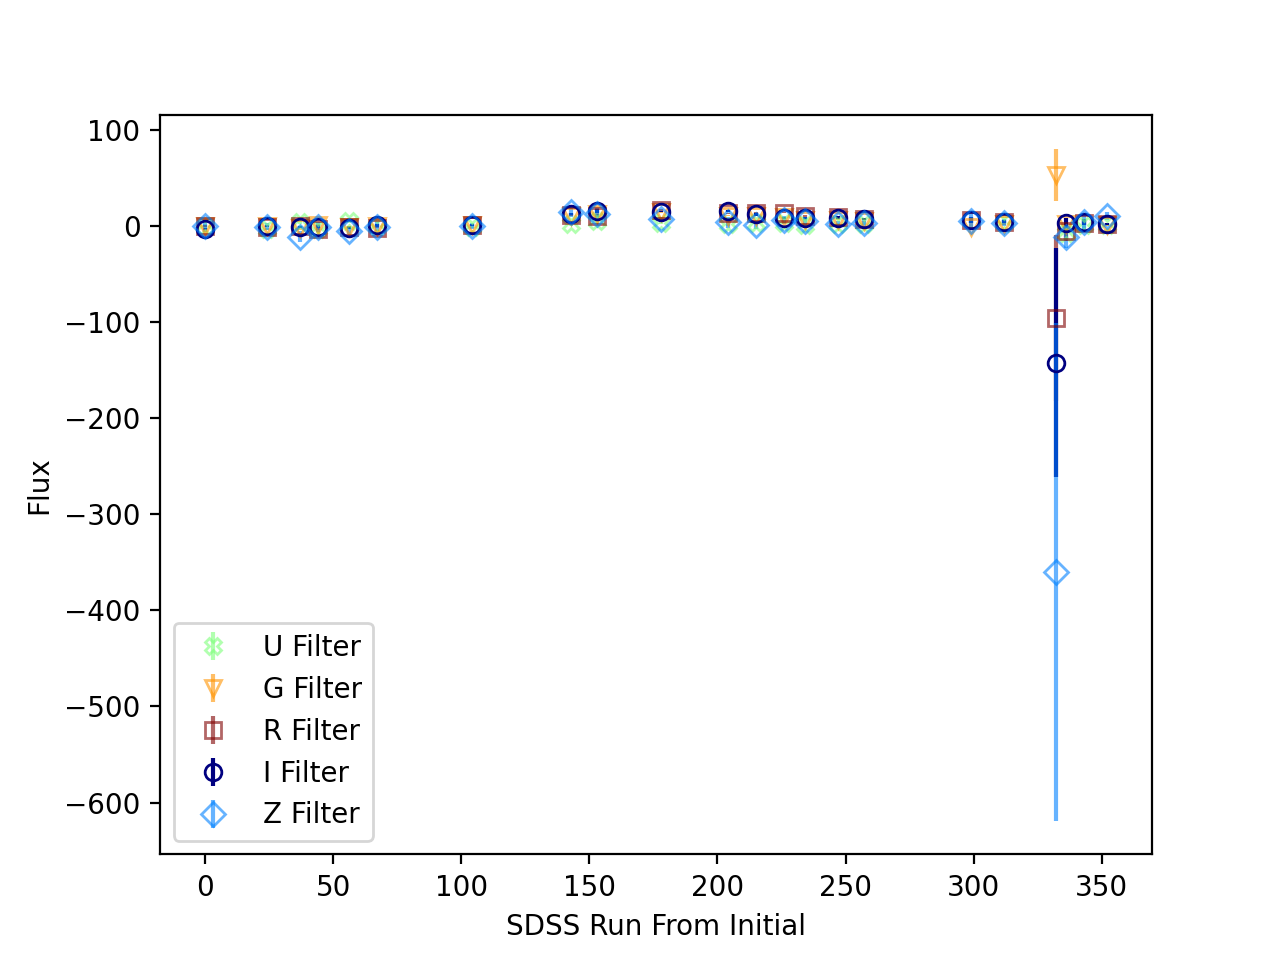 100
0
−100
−200
−300
−400
−500
−600
Flux
U Filter
G Filter
R Filter
I Filter
Z Filter
0 50 100 150 200 250 300 350
SDSS Run From Initial